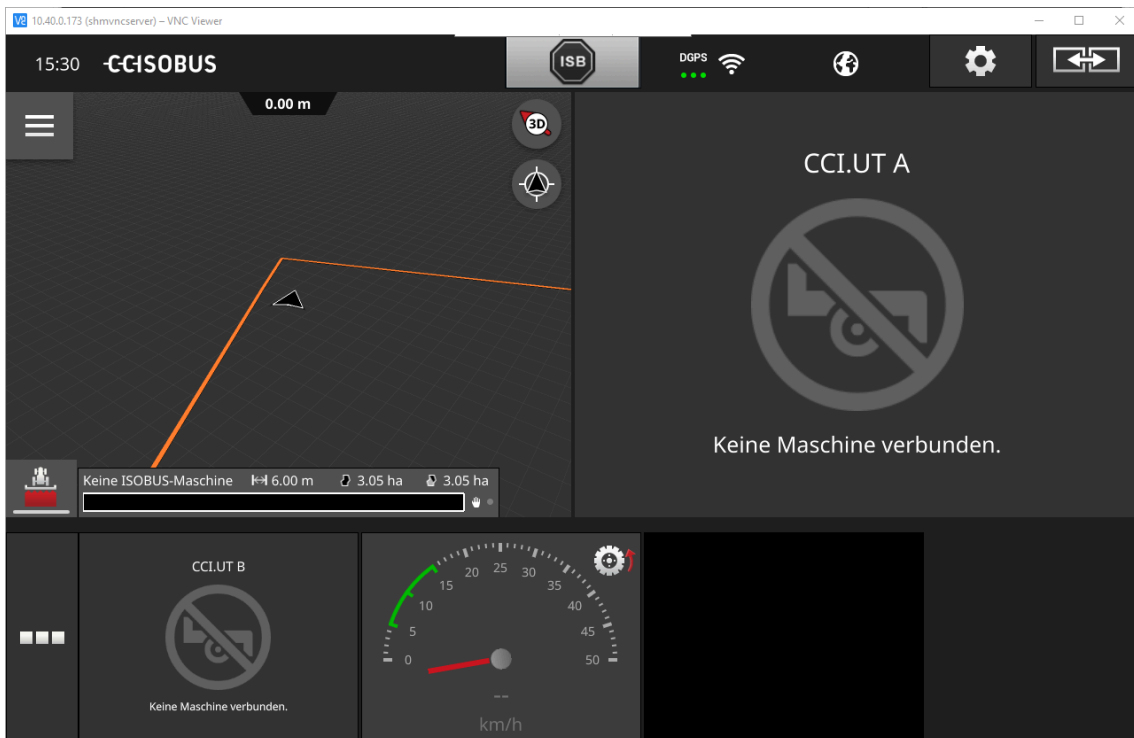 10.40.0.173 (shmvncserver) – VNC Viewer
15:30 CCISOBUS ISB DGPS
0.00 m
3D
CCI.UT A
Keine Maschine verbunden.
Keine ISOBUS-Maschine 6.00 m 3.05 ha 3.05 ha
CCI.UT B
Keine Maschine verbunden.
0 5 10 15 20 25 30 35 40 45 50
--
km/h